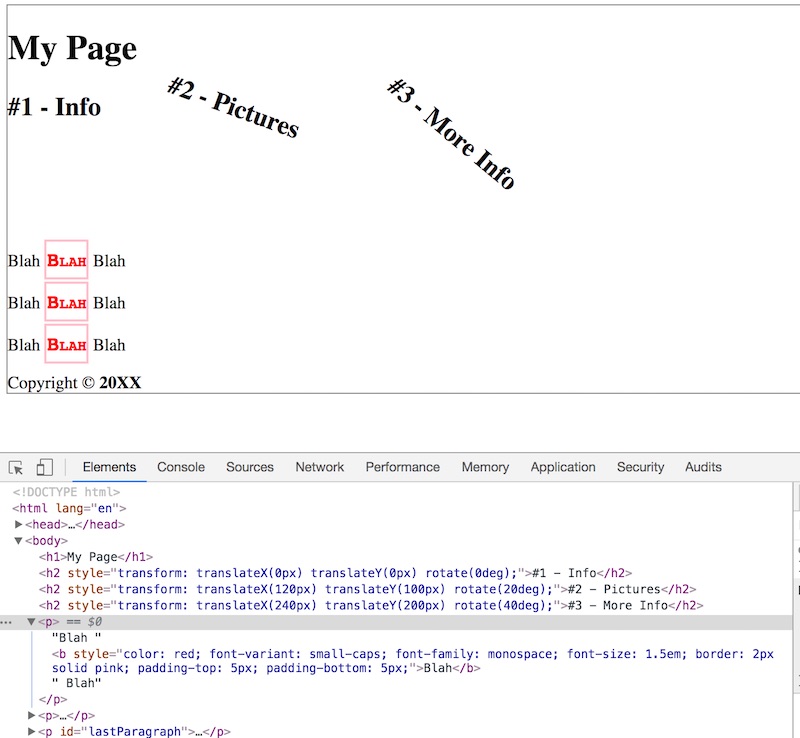 My Page
#1 - Info
#2 - Pictures
#3 - More Info
Blah Blah Blah
Blah Blah Blah
Blah Blah Blah
Copyright © 20XX
Elements Console Sources Network Performance Memory Application Security Audits
<!DOCTYPE html>
<html lang="en">
▶<head>…</head>
▼<body>
<h1>My Page</h1>
<h2 style="transform: translateX(0px) translateY(0px) rotate(0deg);">#1 - Info</h2>
<h2 style="transform: translateX(120px) translateY(100px) rotate(20deg);">#2 - Pictures</h2>
<h2 style="transform: translateX(240px) translateY(200px) rotate(40deg);">#3 - More Info</h2>
… ▼<p> == $0
"Blah "
<b style="color: red; font-variant: small-caps; font-family: monospace; font-size: 1.5em; border: 2px
solid pink; padding-top: 5px; padding-bottom: 5px;">Blah</b>
" Blah"
</p>
▶<p>…</p>
▶<p id="lastParagraph">…</p>